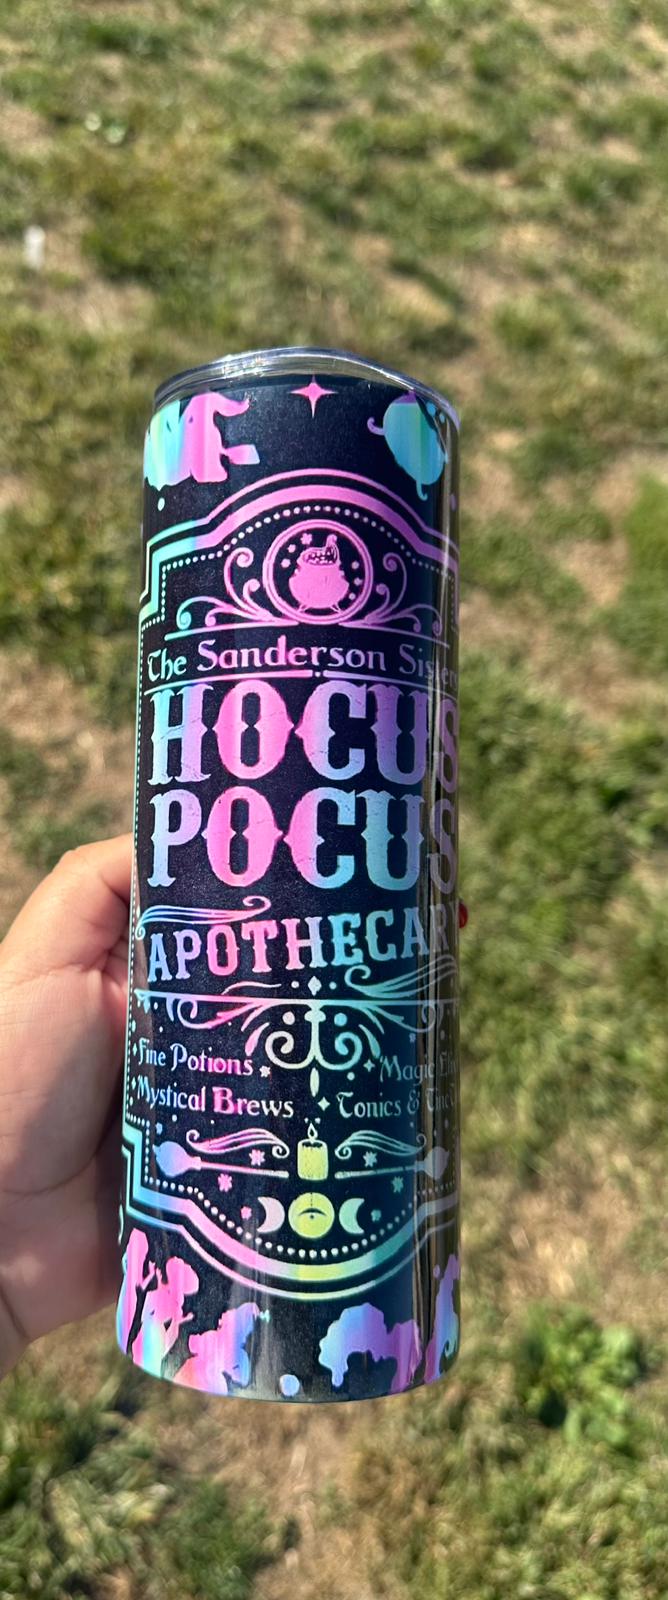 The Sanderson Sisters
HOCUS
POCUS
APOTHECAR
Fine Potions
Magic
Mystical Brews
Tonics &